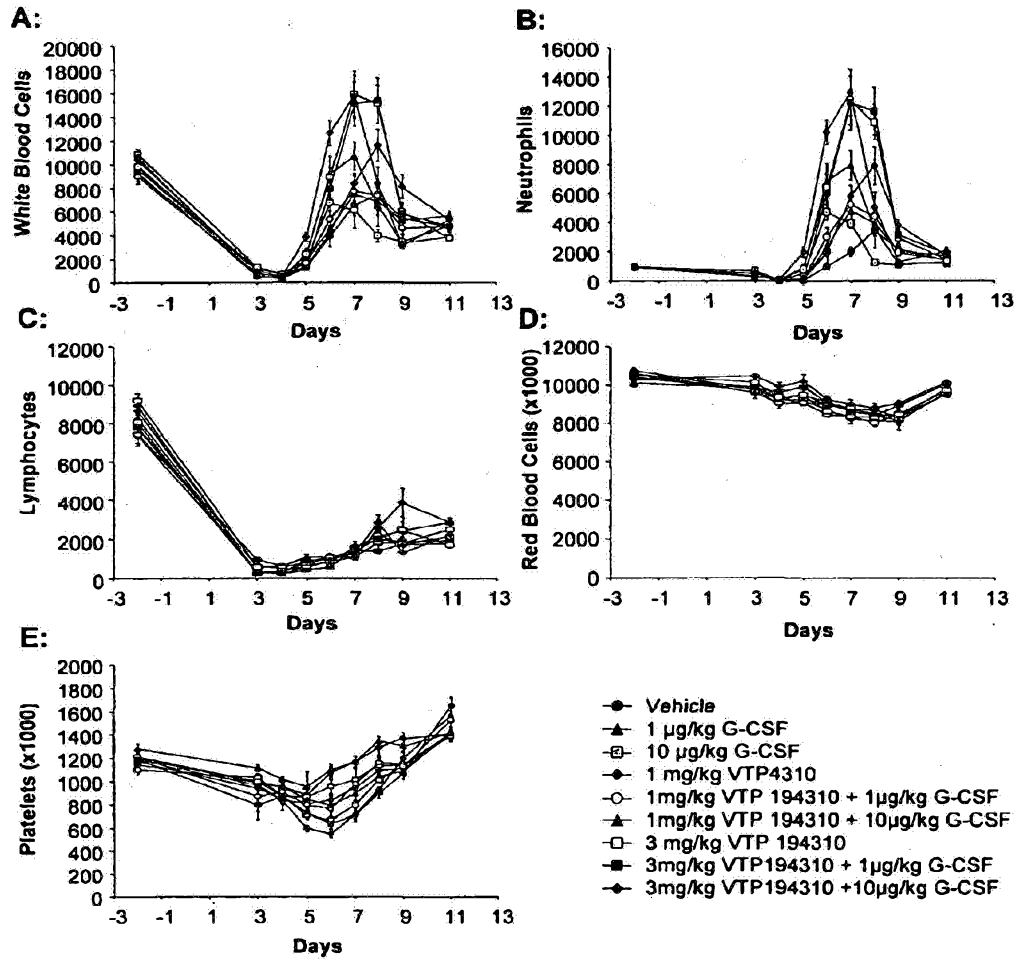 A:
White Blood Cells
20000
18000
16000
14000
12000
10000
8000
6000
4000
2000
0
-3 -1 1 3 5 7 9 11 13
Days
B:
Neutrophils
16000
14000
12000
10000
8000
6000
4000
2000
0
-3 -1 1 3 5 7 9 11 13
Days
C:
Lymphocytes
12000
10000
8000
6000
4000
2000
0
-3 -1 1 3 5 7 9 11 13
Days
D:
Red Blood Cells (x1000)
12000
10000
8000
6000
4000
2000
0
-3 -1 1 3 5 7 9 11 13
Days
E:
Platelets (x1000)
2000
1800
1600
1400
1200
1000
800
600
400
200
0
-3 -1 1 3 5 7 9 11 13
Days
Vehicle
1 µg/kg G-CSF
10 µg/kg G-CSF
1 mg/kg VTP4310
1mg/kg VTP 194310 + 1µg/kg G-CSF
1mg/kg VTP 194310 + 10µg/kg G-CSF
3 mg/kg VTP 194310
3mg/kg VTP194310 + 1µg/kg G-CSF
3mg/kg VTP194310 +10µg/kg G-CSF